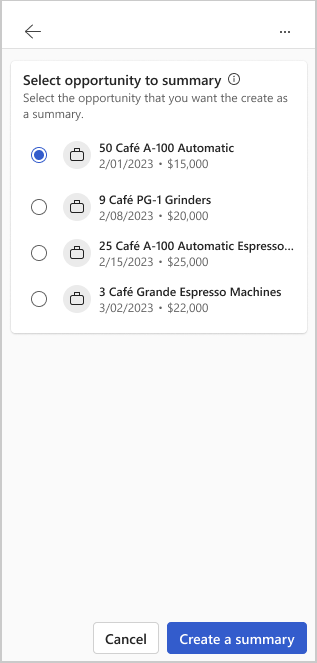 Select opportunity to summary
Select the opportunity that you want the create as
a summary.
50 Café A-100 Automatic
2/01/2023 • $15,000
9 Café PG-1 Grinders
2/08/2023 • $20,000
25 Café A-100 Automatic Espresso...
2/15/2023 • $25,000
3 Café Grande Espresso Machines
3/02/2023 • $22,000
Cancel
Create a summary